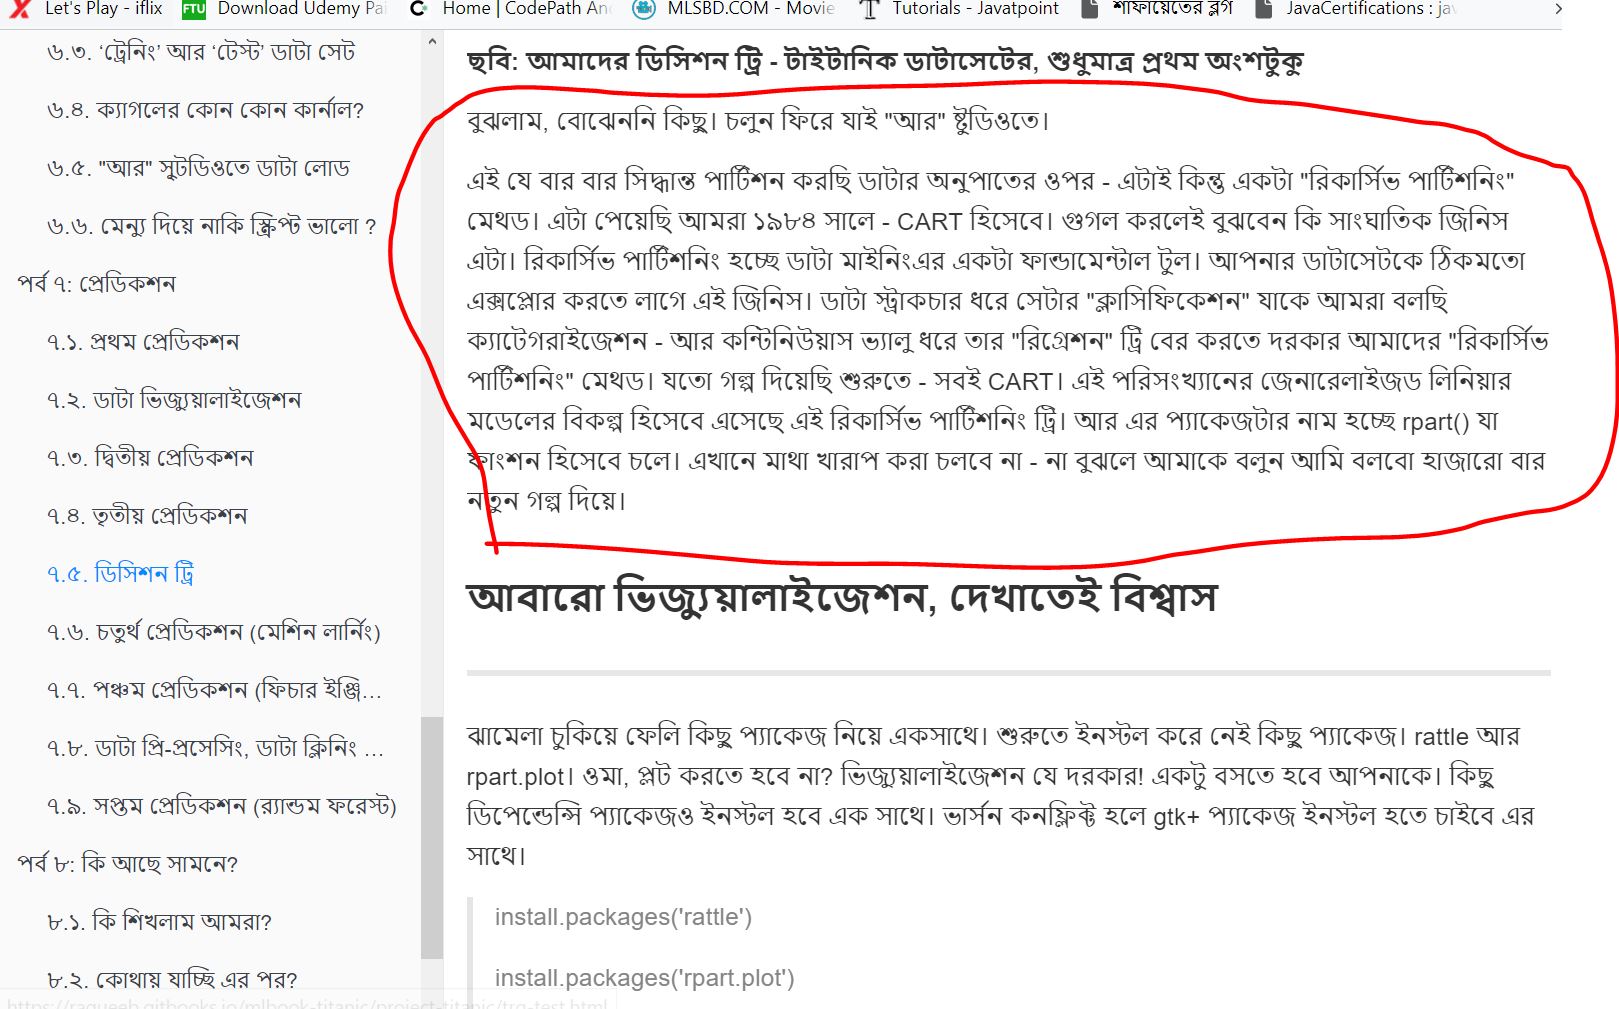 Let's Play - iflix
FTU Download Udemy Pai
Home | CodePath An
MLSBD.COM - Movie
Tutorials - Javatpoint
শাফায়েতের ব্লগ
JavaCertifications : jav
৬.৩. ‘ট্রেনিং’ আর ‘টেস্ট’ ডাটা সেট
৬.৪. ক্যাগলের কোন কোন কার্নাল?
৬.৫. "আর" স্টুডিওতে ডাটা লোড
৬.৬. মেন্যু দিয়ে নাকি স্ক্রিপ্ট ভালো ?
পর্ব ৭: প্রেডিকশন
৭.১. প্রথম প্রেডিকশন
৭.২. ডাটা ভিজ্যুয়ালাইজেশন
৭.৩. দ্বিতীয় প্রেডিকশন
৭.৪. তৃতীয় প্রেডিকশন
৭.৫. ডিসিশন ট্রি
৭.৬. চতুর্থ প্রেডিকশন (মেশিন লার্নিং)
৭.৭. পঞ্চম প্রেডিকশন (ফিচার ইঞ্জি...
৭.৮. ডাটা প্রি-প্রসেসিং, ডাটা ক্লিনিং ...
৭.৯. সপ্তম প্রেডিকশন (র‍্যান্ডম ফরেস্ট)
পর্ব ৮: কি আছে সামনে?
৮.১. কি শিখলাম আমরা?
৮.২. কোথায় যাচ্ছি এর পর?
https://raqueeb.gitbooks.io/mlbook-titanic/project-titanic/trg-test.html
ছবি: আমাদের ডিসিশন ট্রি - টাইটানিক ডাটাসেটের, শুধুমাত্র প্রথম অংশটুকু
বুঝলাম, বোঝেননি কিছু। চলুন ফিরে যাই "আর" ষ্টুডিওতে।
এই যে বার বার সিদ্ধান্ত পার্টিশন করছি ডাটার অনুপাতের ওপর - এটাই কিন্তু একটা "রিকার্সিভ পার্টিশনিং"
মেথড। এটা পেয়েছি আমরা ১৯৮৪ সালে - CART হিসেবে। গুগল করলেই বুঝবেন কি সাংঘাতিক জিনিস
এটা। রিকার্সিভ পার্টিশনিং হচ্ছে ডাটা মাইনিংএর একটা ফান্ডামেন্টাল টুল। আপনার ডাটাসেটকে ঠিকমতো
এক্সপ্লোর করতে লাগে এই জিনিস। ডাটা স্ট্রাকচার ধরে সেটার "ক্লাসিফিকেশন" যাকে আমরা বলছি
ক্যাটেগরাইজেশন - আর কন্টিনিউয়াস ভ্যালু ধরে তার "রিগ্রেশন" ট্রি বের করতে দরকার আমাদের "রিকার্সিভ
পার্টিশনিং" মেথড। যতো গল্প দিয়েছি শুরুতে - সবই CART। এই পরিসংখ্যানের জেনারেলাইজড লিনিয়ার
মডেলের বিকল্প হিসেবে এসেছে এই রিকার্সিভ পার্টিশনিং ট্রি। আর এর প্যাকেজটার নাম হচ্ছে rpart() যা
ফাংশন হিসেবে চলে। এখানে মাথা খারাপ করা চলবে না - না বুঝলে আমাকে বলুন আমি বলবো হাজারো বার
নতুন গল্প দিয়ে।
আবারো ভিজ্যুয়ালাইজেশন, দেখাতেই বিশ্বাস
ঝামেলা চুকিয়ে ফেলি কিছু প্যাকেজ নিয়ে একসাথে। শুরুতে ইনস্টল করে নেই কিছু প্যাকেজ। rattle আর
rpart.plot। ওমা, প্লট করতে হবে না? ভিজ্যুয়ালাইজেশন যে দরকার! একটু বসতে হবে আপনাকে। কিছু
ডিপেন্ডেন্সি প্যাকেজও ইনস্টল হবে এক সাথে। ভার্সন কনফ্লিক্ট হলে gtk+ প্যাকেজ ইনস্টল হতে চাইবে এর
সাথে।
install.packages('rattle')
install.packages('rpart.plot')